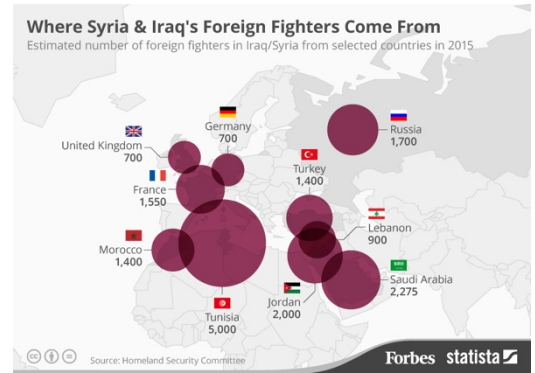 Where Syria & Iraq's Foreign Fighters Come From
Estimated number of foreign fighters in Iraq/Syria from selected countries in 2015
Germany
700
United Kingdom
700
Russia
1,700
Turkey
1,400
France
1,550
Lebanon
900
Morocco
1,400
Saudi Arabia
2,275
Jordan
2,000
Tunisia
5,000
cc
Source: Homeland Security Committee
Forbes statista